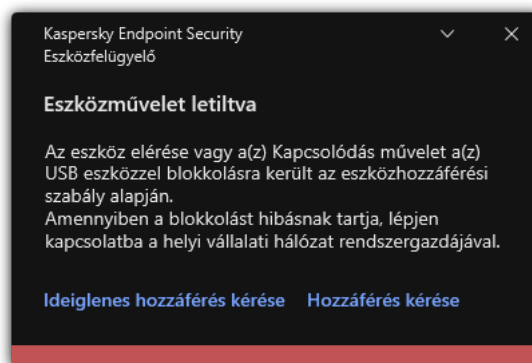 Kaspersky Endpoint Security
Eszközfelügyelő
Eszközművelet letiltva
Az eszköz elérése vagy a(z) Kapcsolódás művelet a(z)
USB eszközzel blokkolásra került az eszközhozzáférési
szabály alapján.
Amennyiben a blokkolást hibásnak tartja, lépjen
kapcsolatba a helyi vállalati hálózat rendszergazdájával.
Ideiglenes hozzáférés kérése Hozzáférés kérése